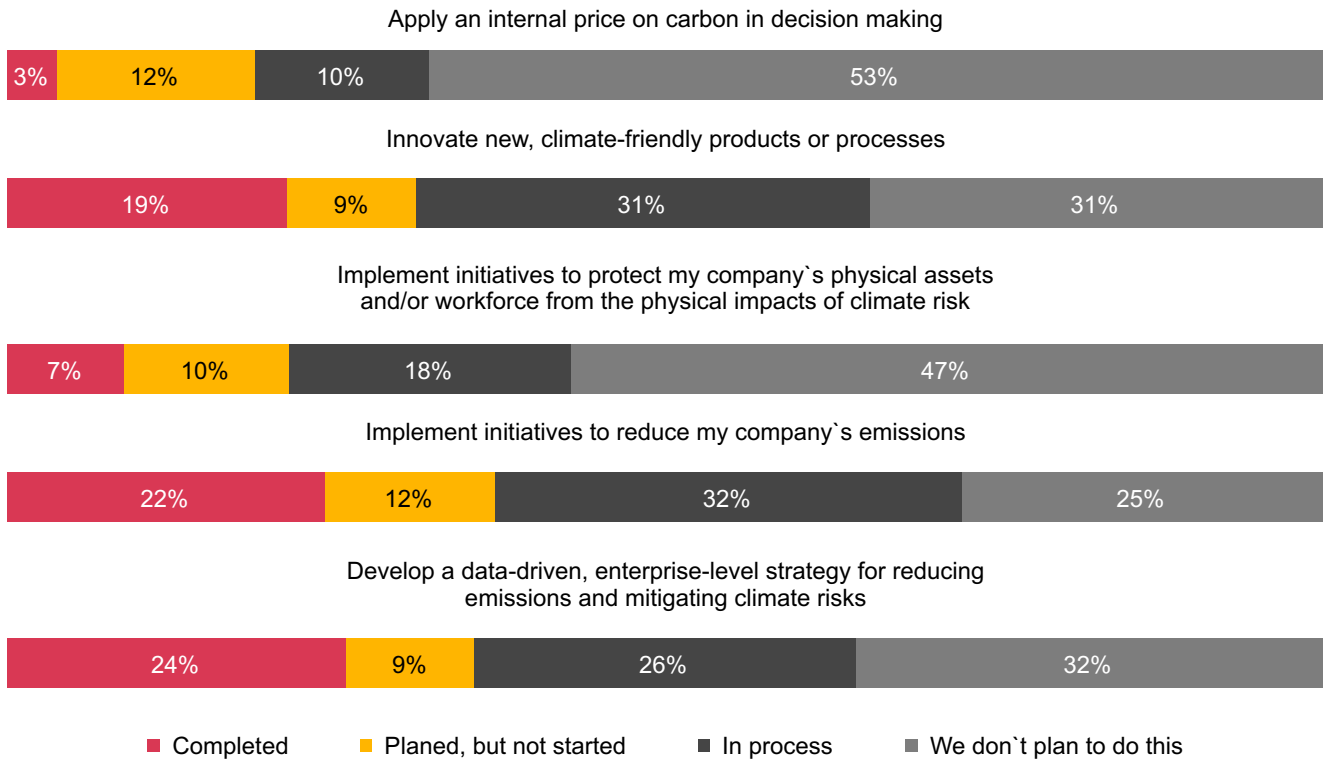 Apply an internal price on carbon in decision making
3% 12% 10% 53%
Innovate new, climate-friendly products or processes
19% 9% 31% 31%
Implement initiatives to protect my company`s physical assets
and/or workforce from the physical impacts of climate risk
7% 10% 18% 47%
Implement initiatives to reduce my company`s emissions
22% 12% 32% 25%
Develop a data-driven, enterprise-level strategy for reducing
emissions and mitigating climate risks
24% 9% 26% 32%
Completed Planed, but not started In process We don`t plan to do this